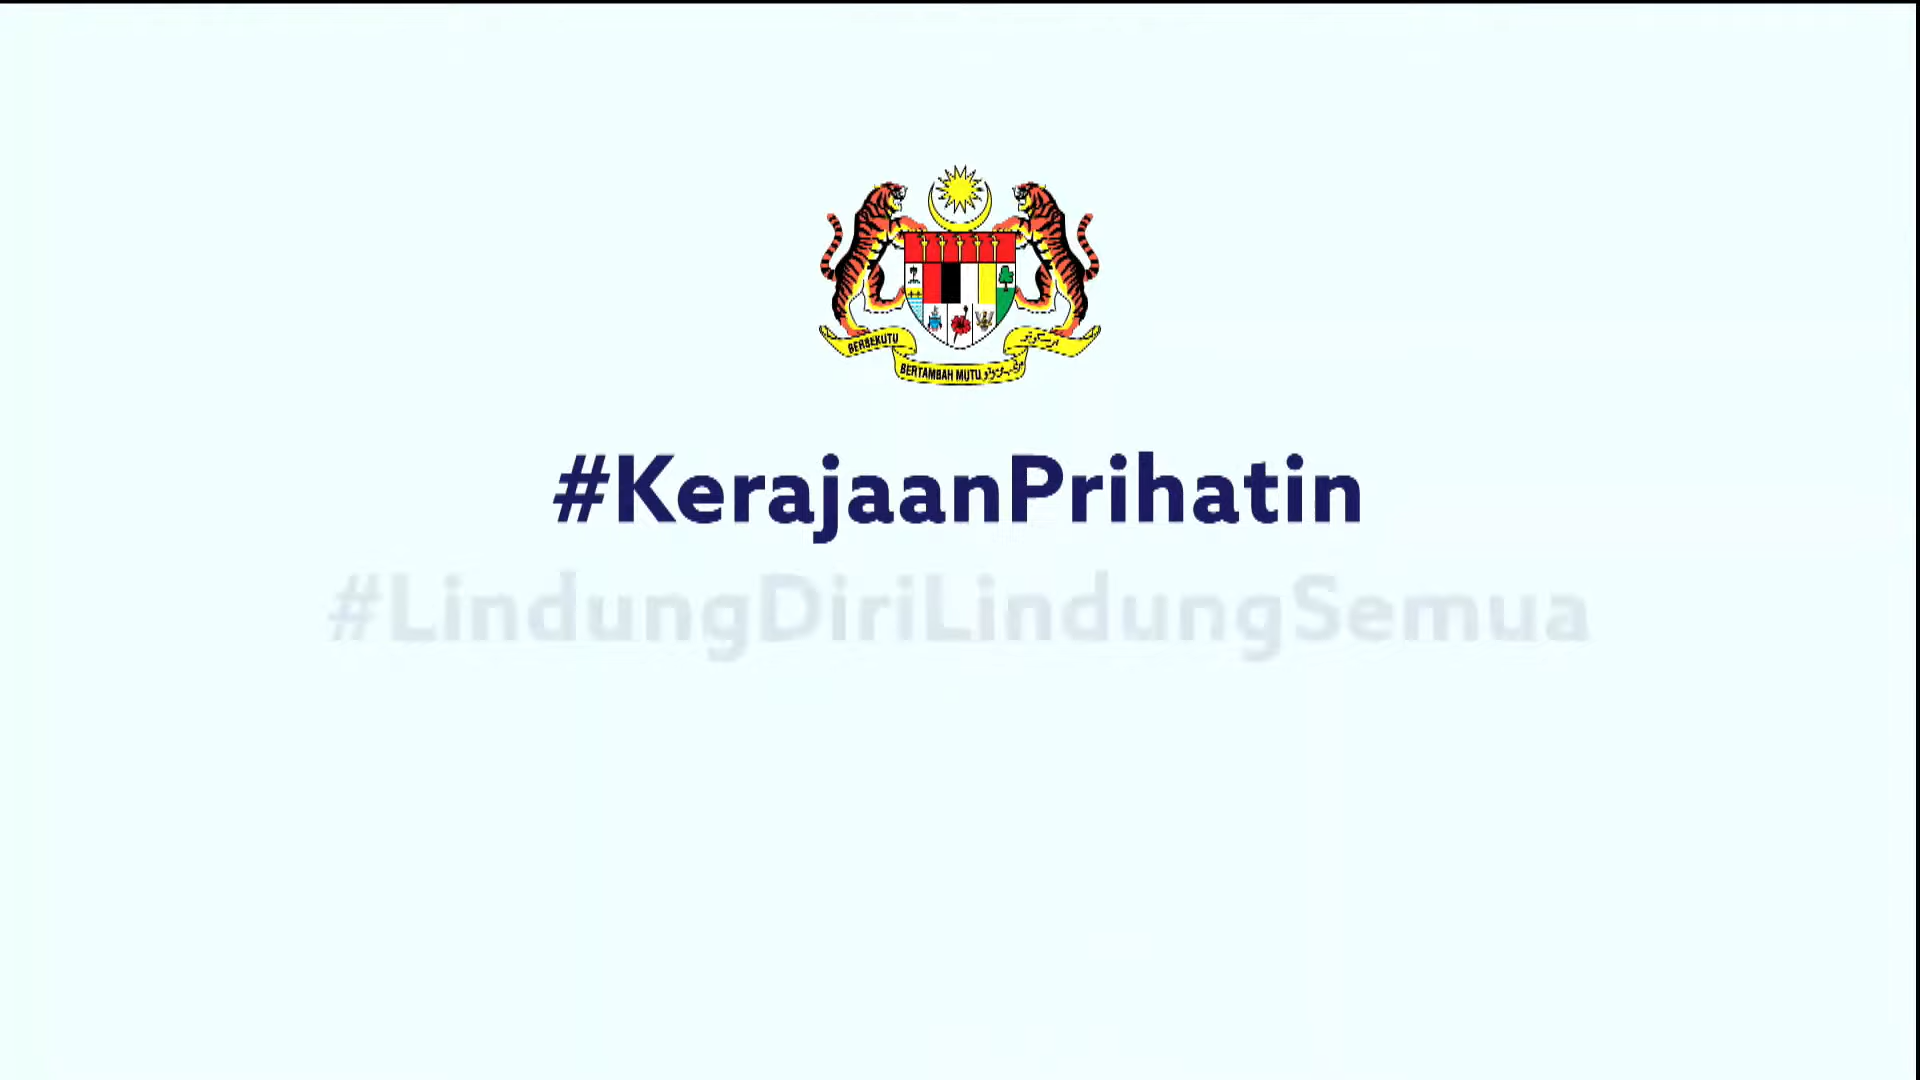 BERSEKUTU
BERTAMBAH MUTU
#KerajaanPrihatin
#LindungDiriLindungSemua